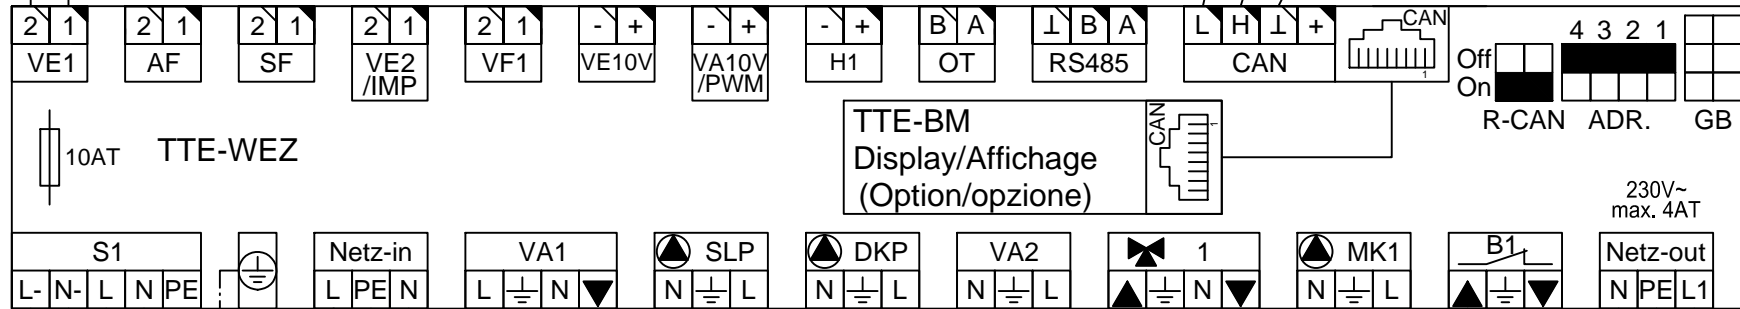 2 1 2 1 2 1 2 1 2 1 - + - + - + B A ⊥ B A L H ⊥ + CAN
VE1 AF SF VE2 /IMP VF1 VE10V VA10V /PWM H1 OT RS485 CAN 1
4 3 2 1
Off
On
R-CAN ADR. GB
10AT TTE-WEZ
TTE-BM
Display/Affichage
(Option/opzione)
CAN 1
230V~
max. 4AT
S1 Netz-in VA1 SLP DKP VA2 1 MK1 B1 Netz-out
L- N- L N PE L PE N L N N L N L N L N N L N PE L1